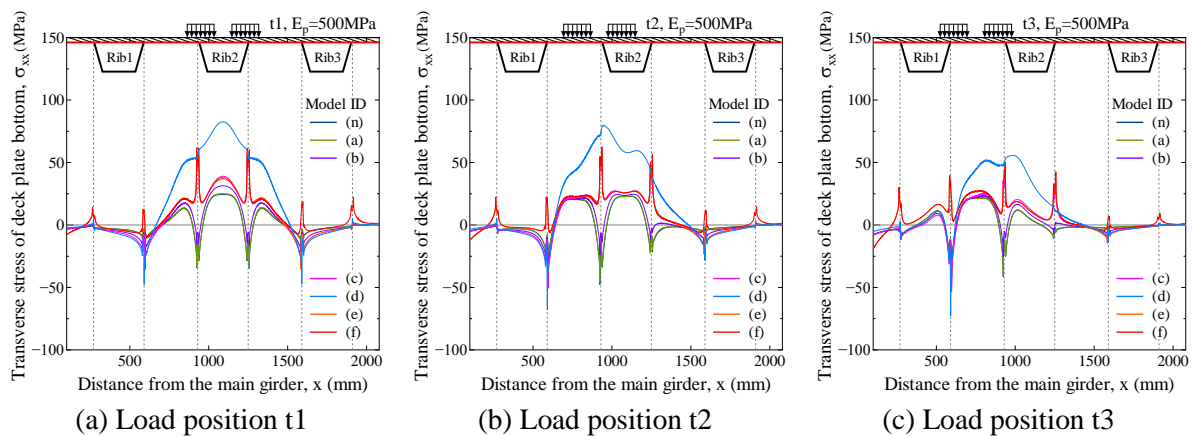 t1, Eₚ=500MPa
Rib1
Rib2
Rib3
Model ID
(n)
(a)
(b)
(c)
(d)
(e)
(f)
150
100
50
0
−50
−100
500
1000
1500
2000
Transverse stress of deck plate bottom, σₓₓ (MPa)
Distance from the main girder, x (mm)
(a) Load position t1
t2, Eₚ=500MPa
Rib1
Rib2
Rib3
Model ID
(n)
(a)
(b)
(c)
(d)
(e)
(f)
150
100
50
0
−50
−100
500
1000
1500
2000
Transverse stress of deck plate bottom, σₓₓ (MPa)
Distance from the main girder, x (mm)
(b) Load position t2
t3, Eₚ=500MPa
Rib1
Rib2
Rib3
Model ID
(n)
(a)
(b)
(c)
(d)
(e)
(f)
150
100
50
0
−50
−100
500
1000
1500
2000
Transverse stress of deck plate bottom, σₓₓ (MPa)
Distance from the main girder, x (mm)
(c) Load position t3